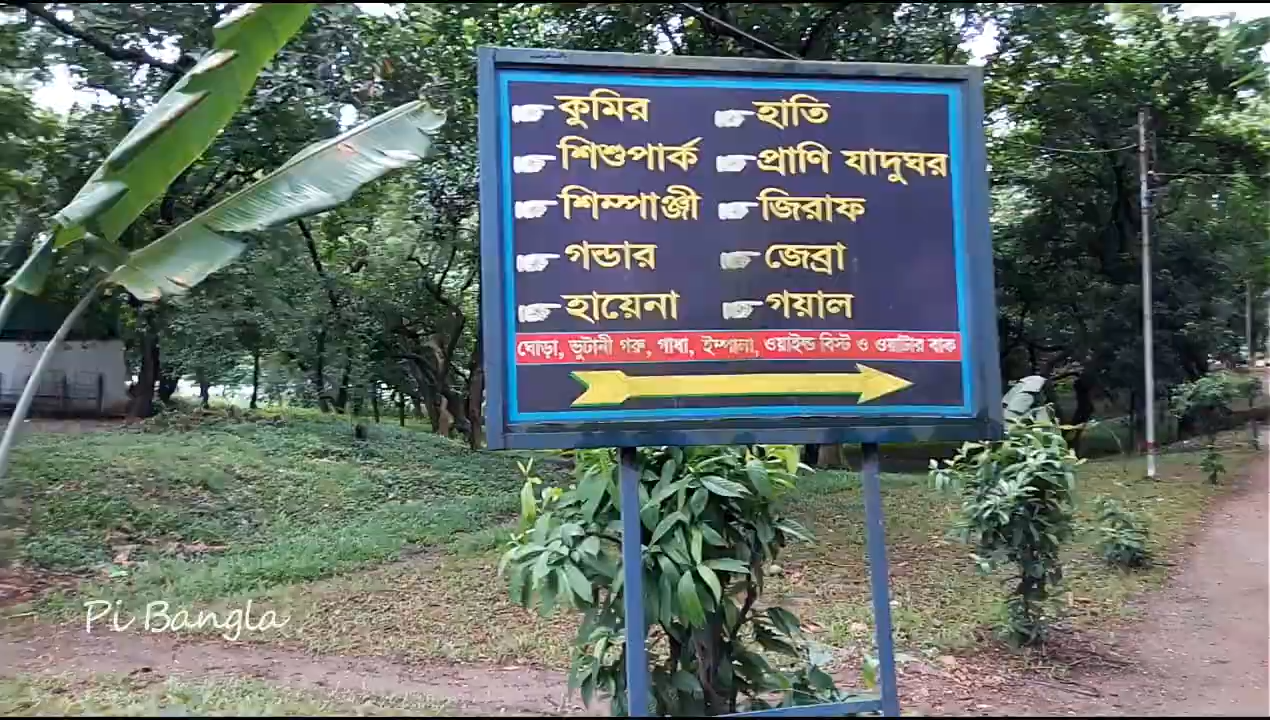 কুমির
হাতি
শিশুপার্ক
প্রাণি যাদুঘর
শিম্পাঞ্জী
জিরাফ
গন্ডার
জেব্রা
হায়েনা
গয়াল
ঘোড়া, ভুটানী গরু, গাধা, ইম্পালা, ওয়াইল্ড বিস্ট ও ওয়াটার বাক
Pi Bangla